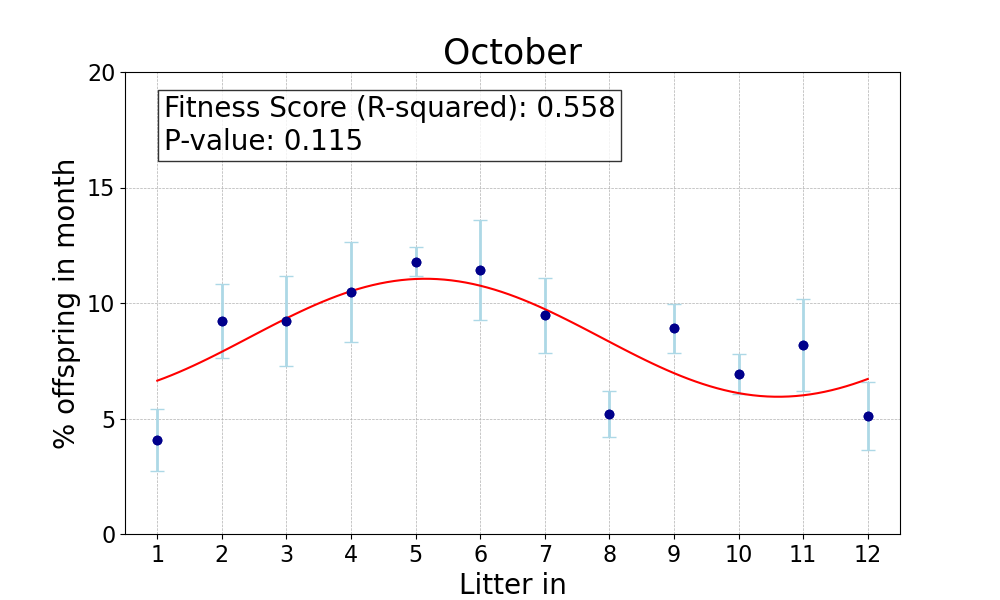 October
Fitness Score (R-squared): 0.558
P-value: 0.115
% offspring in month
20
15
10
5
0
1 2 3 4 5 6 7 8 9 10 11 12
Litter in